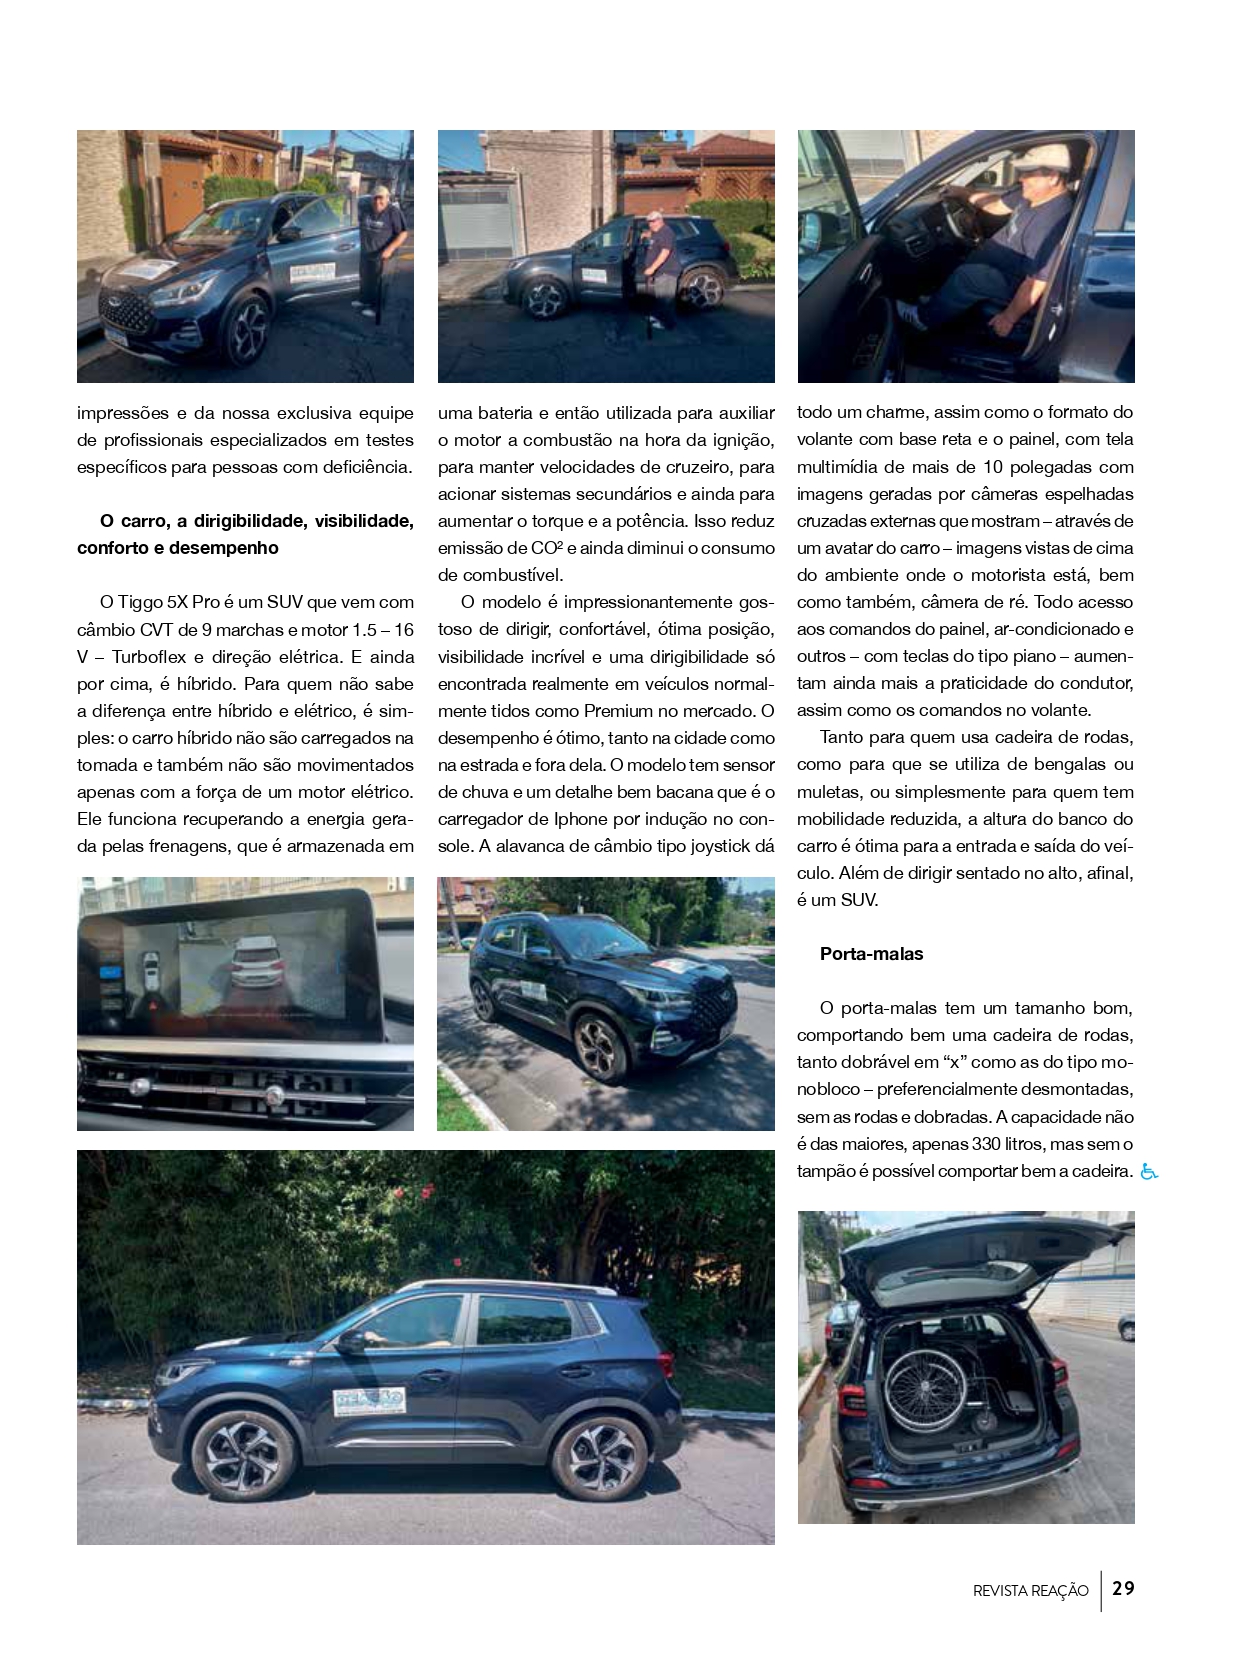 impressões e da nossa exclusiva equipe
de profissionais especializados em testes
específicos para pessoas com deficiência.
O carro, a dirigibilidade, visibilidade,
conforto e desempenho
O Tiggo 5X Pro é um SUV que vem com
câmbio CVT de 9 marchas e motor 1.5 – 16
V – Turboflex e direção elétrica. E ainda
por cima, é híbrido. Para quem não sabe
a diferença entre híbrido e elétrico, é sim-
ples: o carro híbrido não são carregados na
tomada e também não são movimentados
apenas com a força de um motor elétrico.
Ele funciona recuperando a energia gera-
da pelas frenagens, que é armazenada em
uma bateria e então utilizada para auxiliar
o motor a combustão na hora da ignição,
para manter velocidades de cruzeiro, para
acionar sistemas secundários e ainda para
aumentar o torque e a potência. Isso reduz
emissão de CO² e ainda diminui o consumo
de combustível.
O modelo é impressionantemente gos-
toso de dirigir, confortável, ótima posição,
visibilidade incrível e uma dirigibilidade só
encontrada realmente em veículos normal-
mente tidos como Premium no mercado. O
desempenho é ótimo, tanto na cidade como
na estrada e fora dela. O modelo tem sensor
de chuva e um detalhe bem bacana que é o
carregador de Iphone por indução no con-
sole. A alavanca de câmbio tipo joystick dá
todo um charme, assim como o formato do
volante com base reta e o painel, com tela
multimídia de mais de 10 polegadas com
imagens geradas por câmeras espelhadas
cruzadas externas que mostram – através de
um avatar do carro – imagens vistas de cima
do ambiente onde o motorista está, bem
como também, câmera de ré. Todo acesso
aos comandos do painel, ar-condicionado e
outros – com teclas do tipo piano – aumen-
tam ainda mais a praticidade do condutor,
assim como os comandos no volante.
Tanto para quem usa cadeira de rodas,
como para que se utiliza de bengalas ou
muletas, ou simplesmente para quem tem
mobilidade reduzida, a altura do banco do
carro é ótima para a entrada e saída do veí-
culo. Além de dirigir sentado no alto, afinal,
é um SUV.
Porta-malas
O porta-malas tem um tamanho bom,
comportando bem uma cadeira de rodas,
tanto dobrável em “x” como as do tipo mo-
nobloco – preferencialmente desmontadas,
sem as rodas e dobradas. A capacidade não
é das maiores, apenas 330 litros, mas sem o
tampão é possível comportar bem a cadeira.
REVISTA REAÇÃO
29